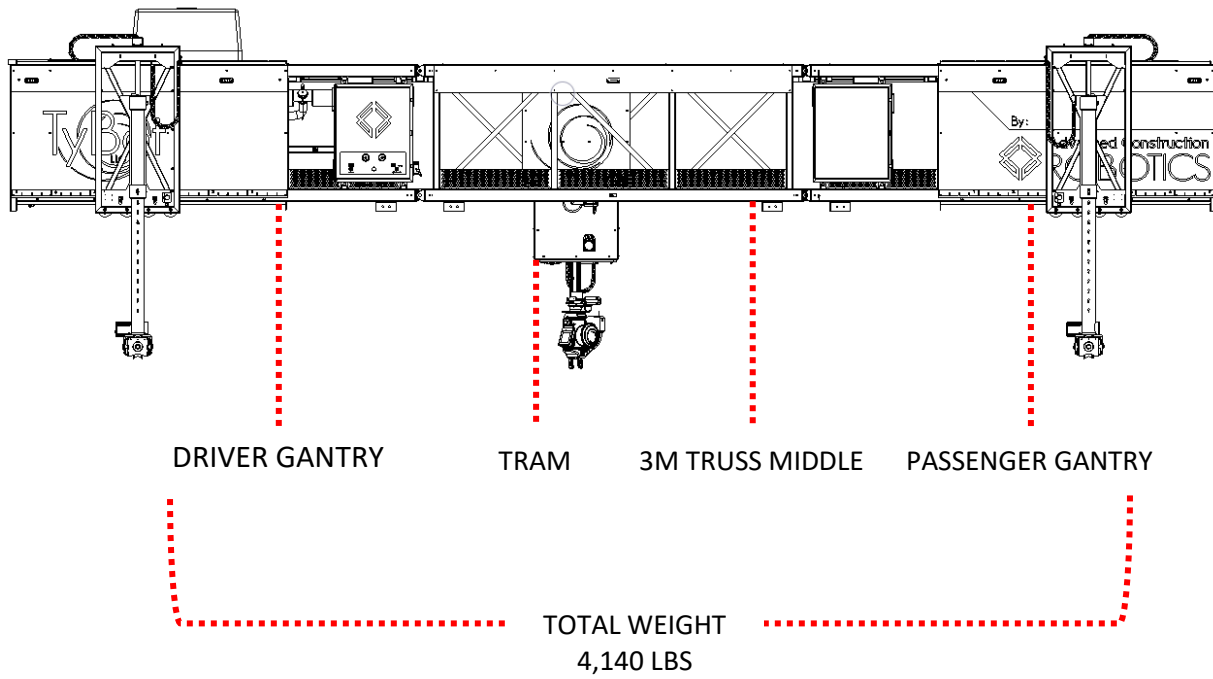 TyBot
By:
Advanced Construction
ROBOTICS
DRIVER GANTRY
TRAM
3M TRUSS MIDDLE
PASSENGER GANTRY
TOTAL WEIGHT
4,140 LBS